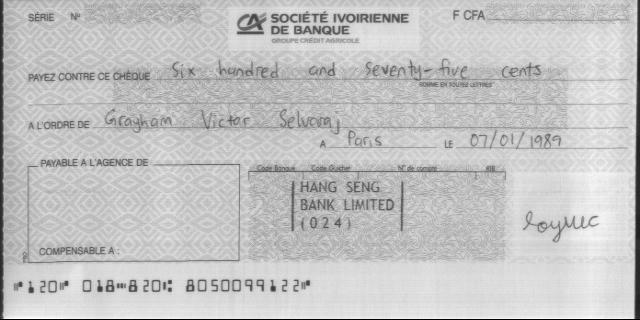 SÉRIE N° F CFA
CA SOCIÉTÉ IVOIRIENNE
DE BANQUE
GROUPE CRÉDIT AGRICOLE
PAYEZ CONTRE CE CHÈQUE Six hundred and seventy-five cents
SOMME EN TOUTES LETTRES
A L'ORDRE DE Grayham Victor Selvaraj
A Paris LE 07/01/1989
PAYABLE A L'AGENCE DE
Code Banque Code Guichet N° de compte RIB
HANG SENG
BANK LIMITED
(024)
COMPENSABLE A :
⑈120⑈ 018⑉820⑆ 8050099122⑈